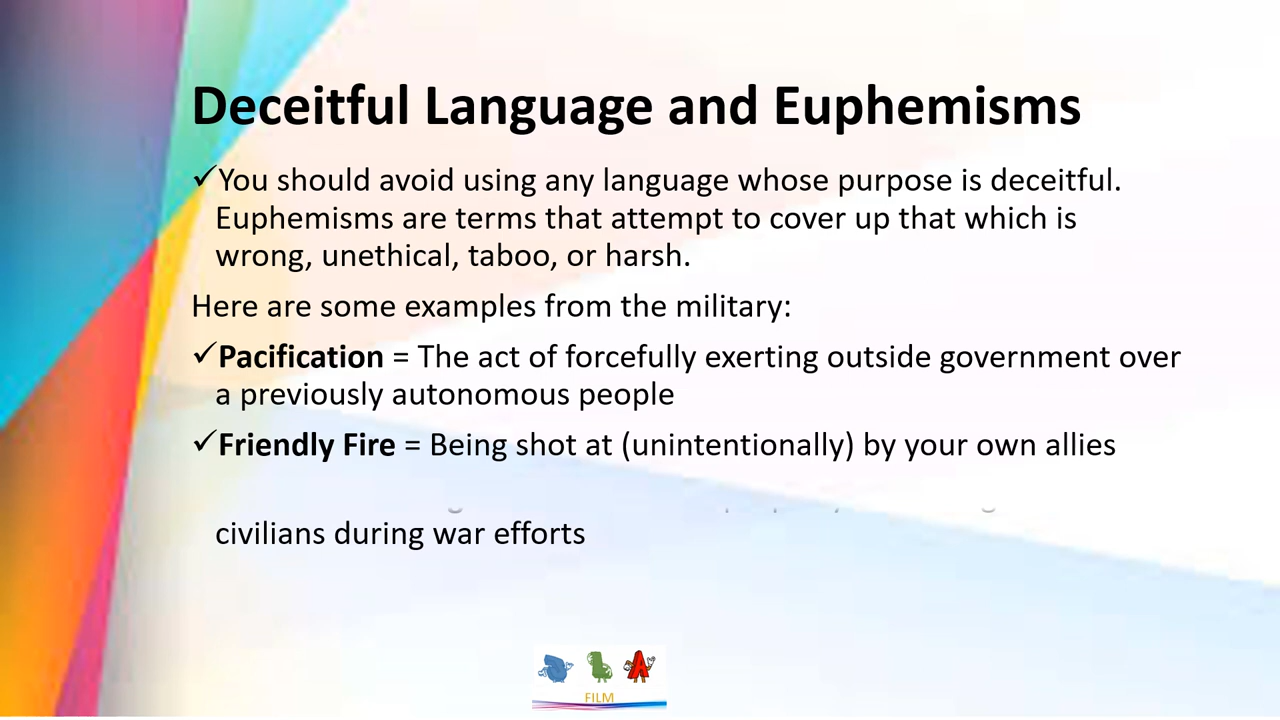 Deceitful Language and Euphemisms
✓You should avoid using any language whose purpose is deceitful.
Euphemisms are terms that attempt to cover up that which is
wrong, unethical, taboo, or harsh.
Here are some examples from the military:
✓Pacification = The act of forcefully exerting outside government over
a previously autonomous people
✓Friendly Fire = Being shot at (unintentionally) by your own allies
civilians during war efforts
FILM